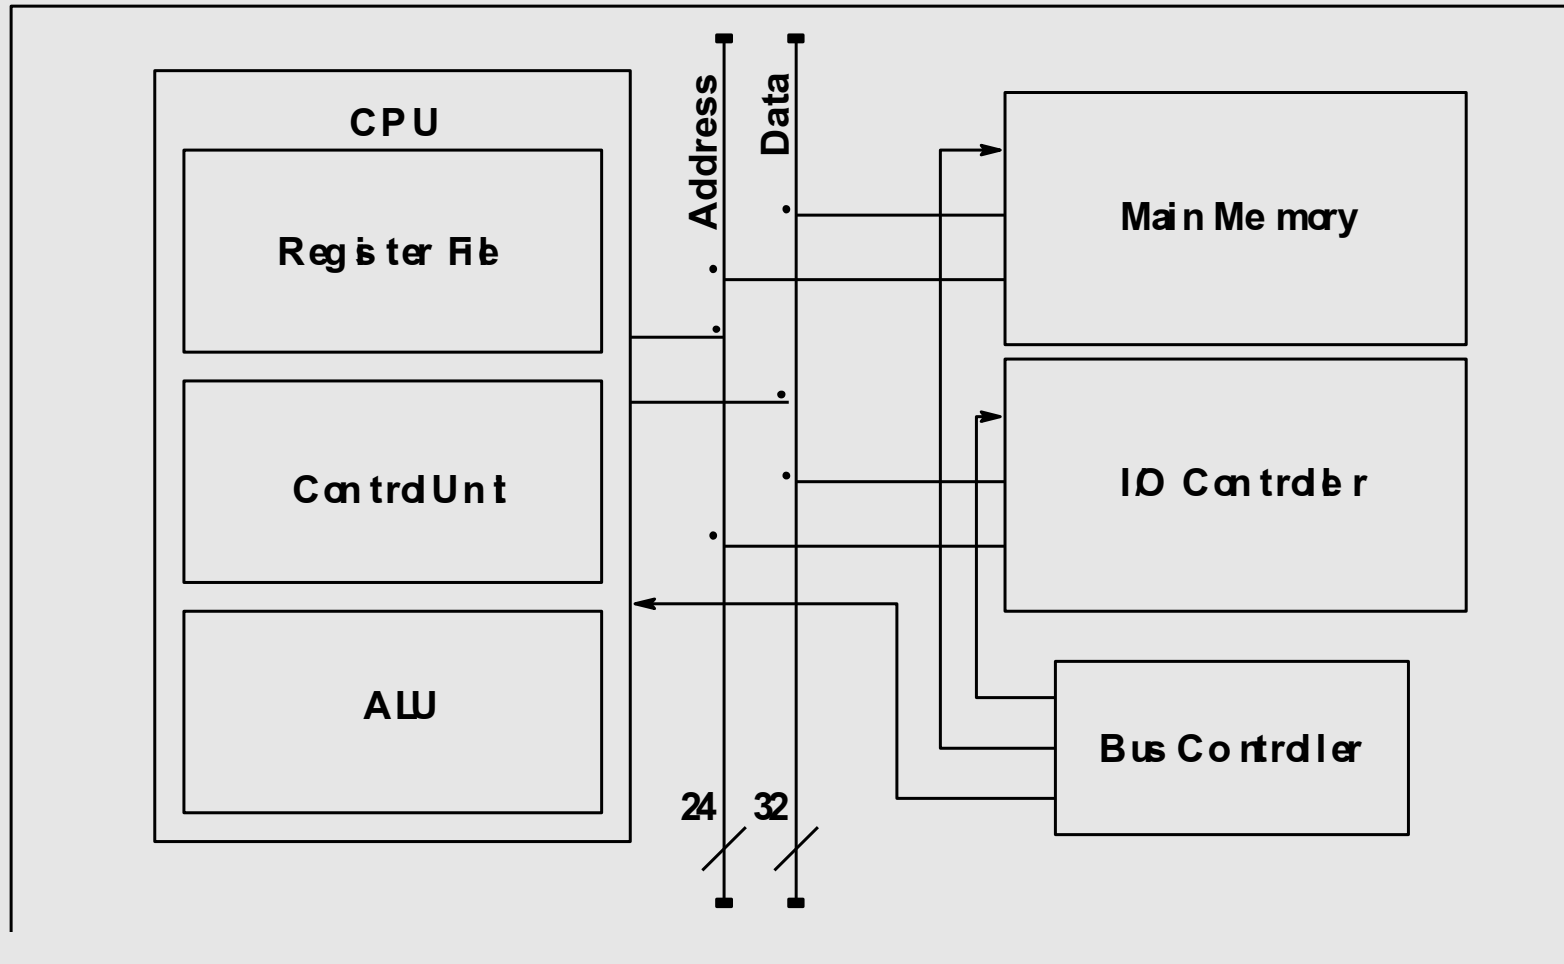 CPU
Register File
Control Unit
ALU
Address
Data
24
32
Main Memory
I/O Controller
Bus Controller